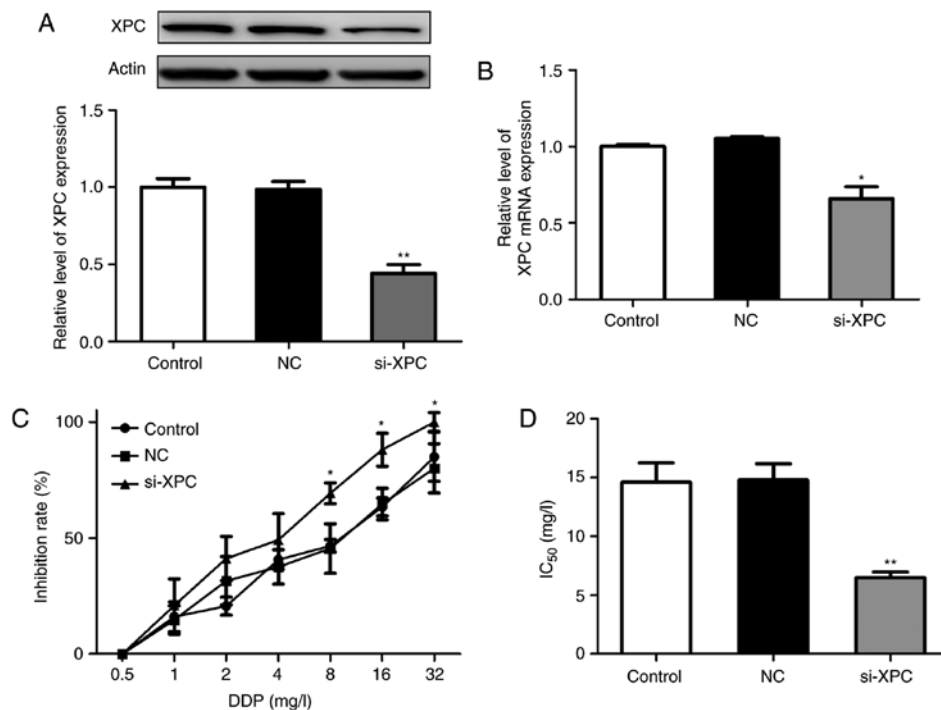 A
XPC
Actin
Relative level of XPC expression
1.5
1.0
0.5
0.0
**
Control NC si-XPC
B
Relative level of
XPC mRNA expression
1.5
1.0
0.5
0.0
*
Control NC si-XPC
C
Inhibition rate (%)
100
50
0
Control
NC
si-XPC
* * *
0.5 1 2 4 8 16 32
DDP (mg/l)
D
IC50 (mg/l)
20
15
10
5
0
**
Control NC si-XPC